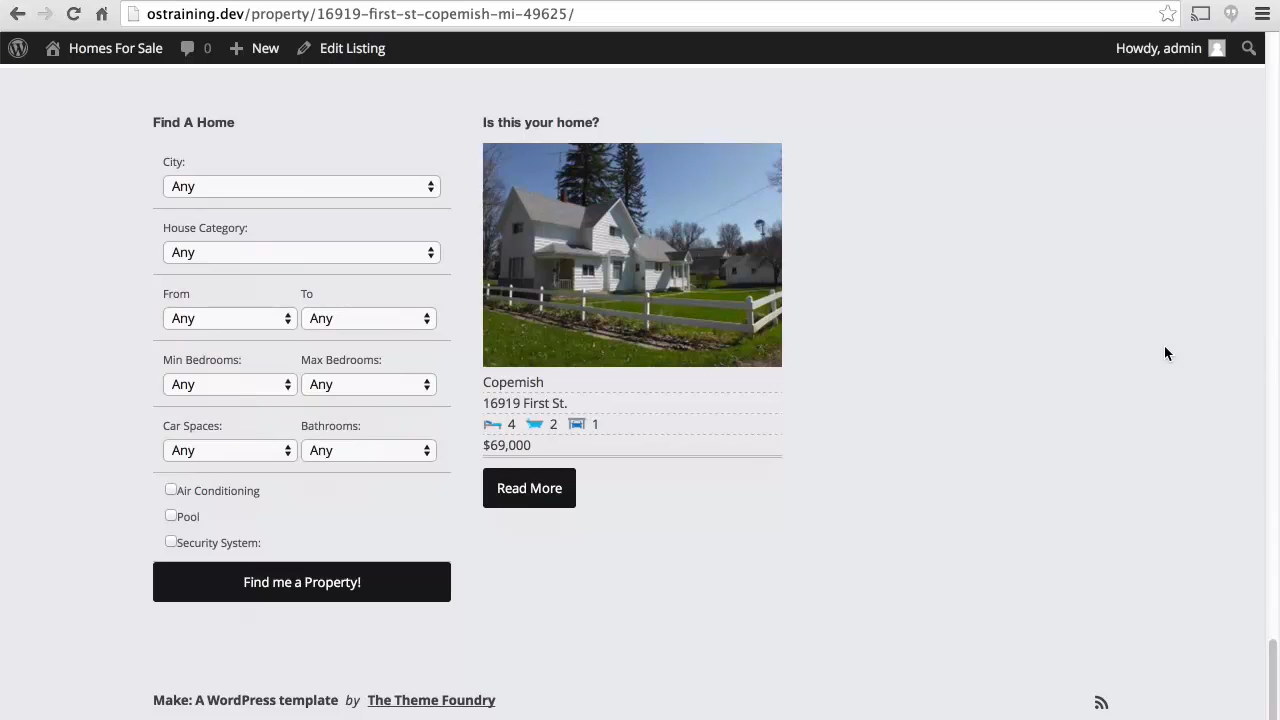 ostraining.dev/property/16919-first-st-copemish-mi-49625/
Homes For Sale 0 New Edit Listing Howdy, admin
Find A Home
City:
Any
House Category:
Any
From To
Any Any
Min Bedrooms: Max Bedrooms:
Any Any
Car Spaces: Bathrooms:
Any Any
Air Conditioning
Pool
Security System:
Find me a Property!
Is this your home?
Copemish
16919 First St.
4 2 1
$69,000
Read More
Make: A WordPress template by The Theme Foundry